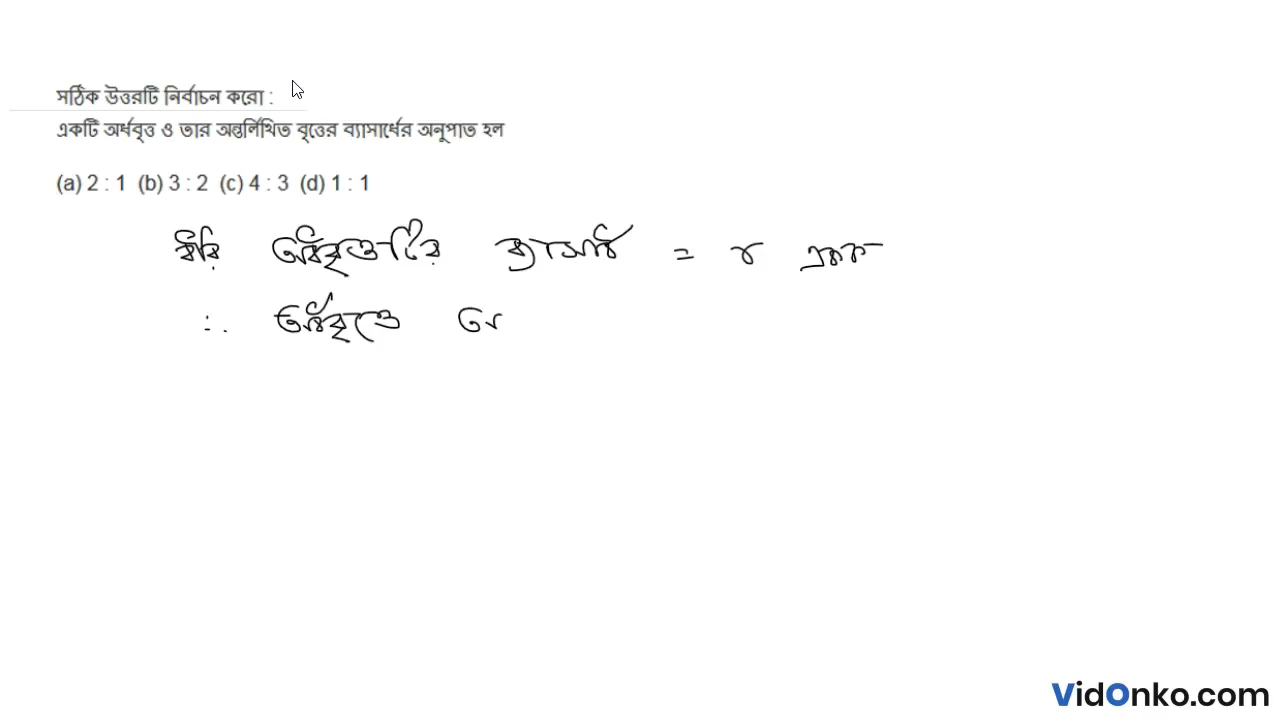 সঠিক উত্তরটি নির্বাচন করো :
একটি অর্ধবৃত্ত ও তার অন্তর্লিখিত বৃত্তের ব্যাসার্ধের অনুপাত হল
(a) 2 : 1 (b) 3 : 2 (c) 4 : 3 (d) 1 : 1
ধরি অর্ধবৃত্তটির ব্যাসার্ধ = r একক
∴ অর্ধবৃত্তে
VidOnko.com